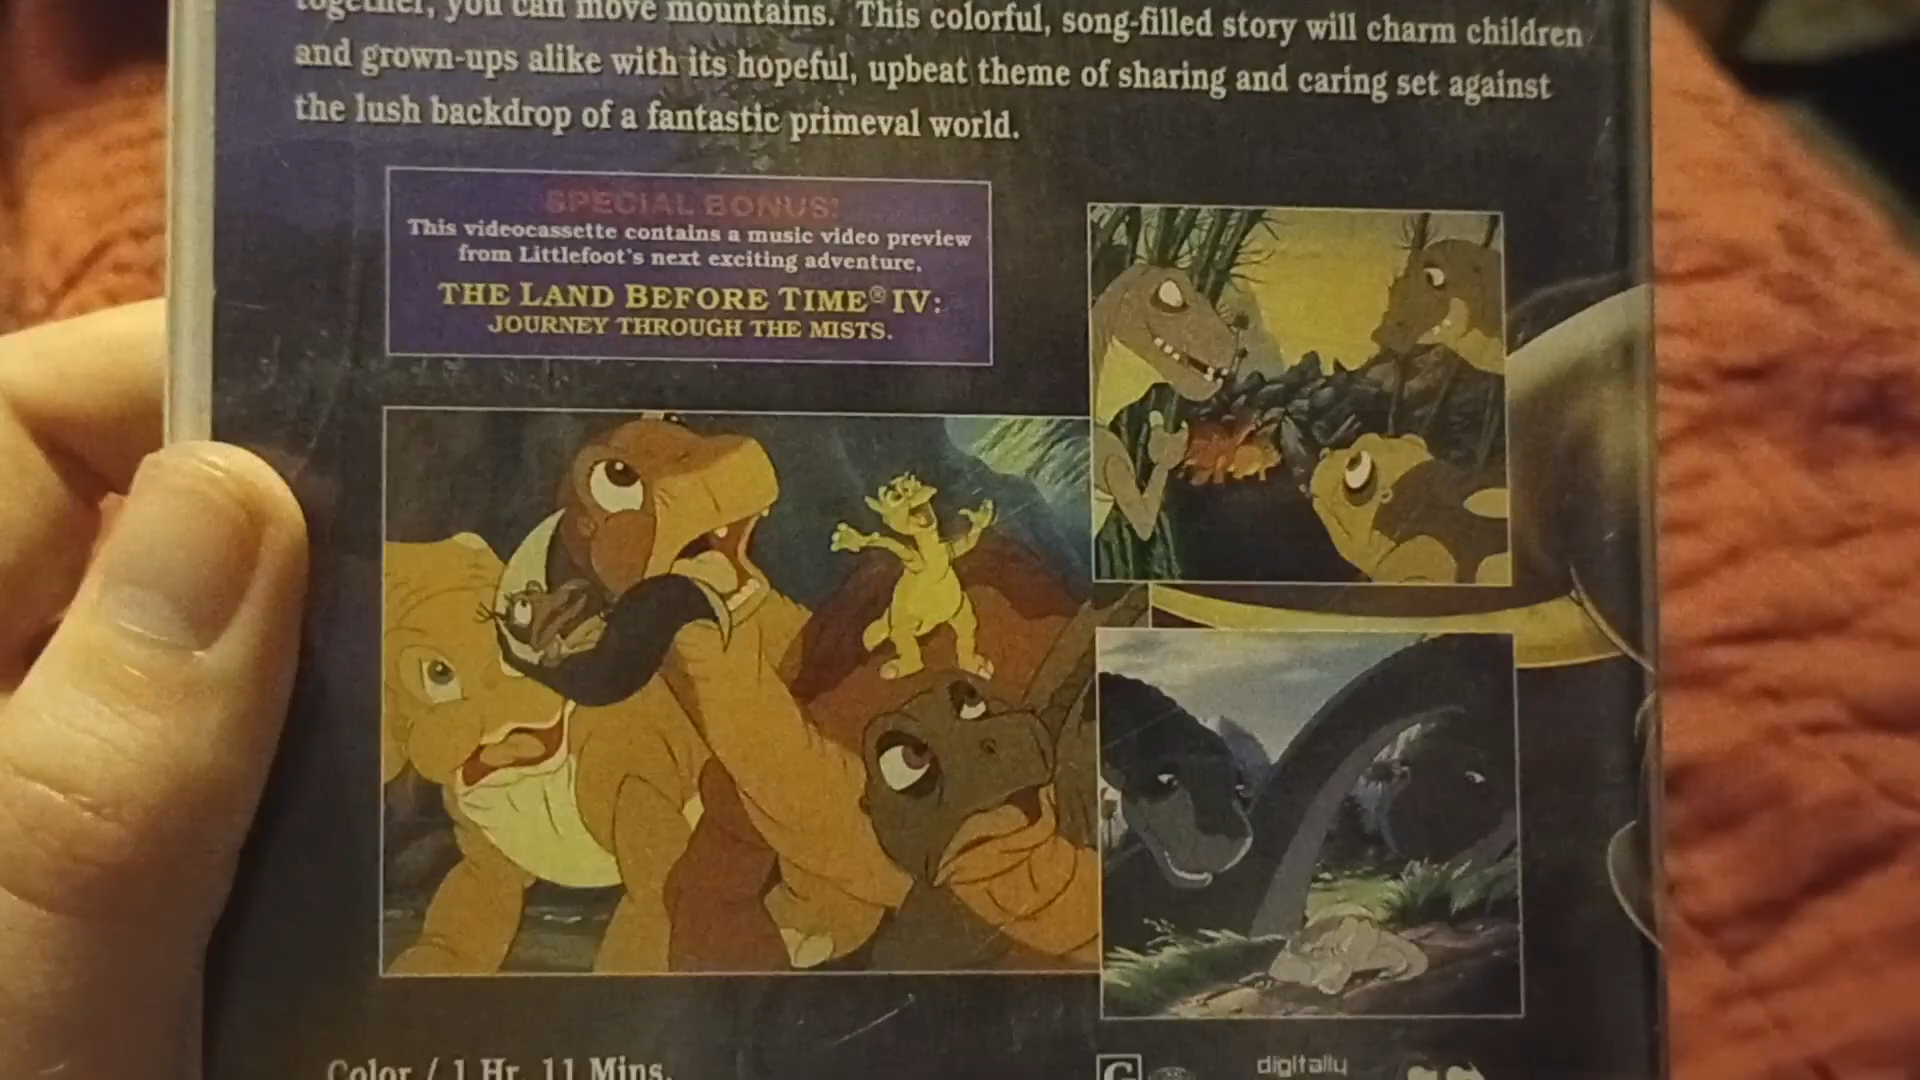 together, you can move mountains. This colorful, song-filled story will charm children
and grown-ups alike with its hopeful, upbeat theme of sharing and caring set against
the lush backdrop of a fantastic primeval world.
SPECIAL BONUS!
This videocassette contains a music video preview
from Littlefoot's next exciting adventure,
THE LAND BEFORE TIME® IV:
JOURNEY THROUGH THE MISTS.
Color / 1 Hr. 11 Mins.
G
digitally